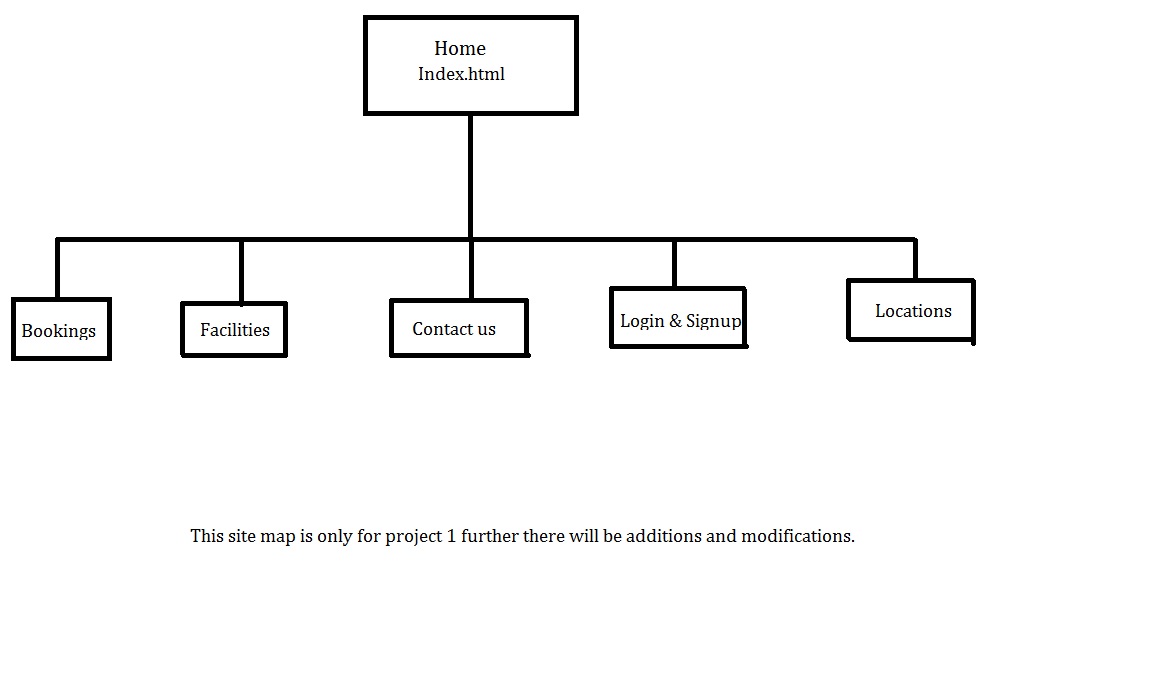 Home
Index.html
Bookings
Facilities
Contact us
Login & Signup
Locations
This site map is only for project 1 further there will be additions and modifications.